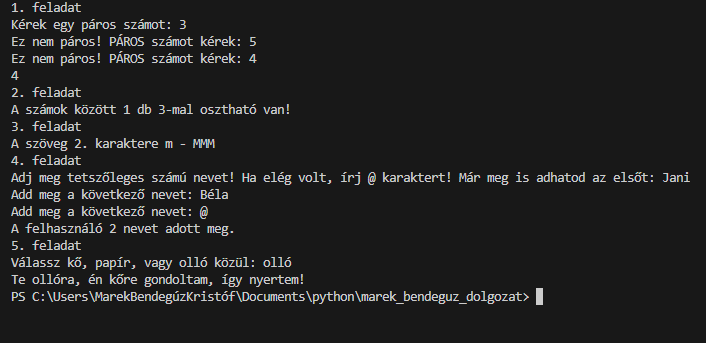 1. feladat
Kérek egy páros számot: 3
Ez nem páros! PÁROS számot kérek: 5
Ez nem páros! PÁROS számot kérek: 4
4
2. feladat
A számok között 1 db 3-mal osztható van!
3. feladat
A szöveg 2. karaktere m - MMM
4. feladat
Adj meg tetszőleges számú nevet! Ha elég volt, írj @ karaktert! Már meg is adhatod az elsőt: Jani
Add meg a következő nevet: Béla
Add meg a következő nevet: @
A felhasználó 2 nevet adott meg.
5. feladat
Válassz kő, papír, vagy olló közül: olló
Te ollóra, én kőre gondoltam, így nyertem!
PS C:\Users\MarekBendegúzKristóf\Documents\python\marek_bendeguz_dolgozat>